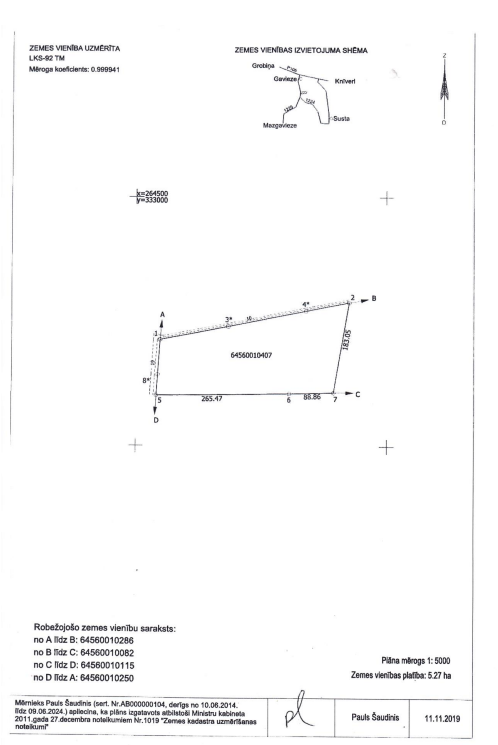 ZEMES VIENĪBA UZMĒRĪTA
LKS-92 TM
Mēroga koeficients: 0.999941
ZEMES VIENĪBAS IZVIETOJUMA SHĒMA
Grobiņa
P106
Gavieze
Knīveri
1225
Susta
Mazgavieze
Z
D
x=264500
y=333000
A
1
3*
10
4*
2
B
183.05
64560010407
10
8*
5
265.47
6
88.86
7
C
D
Robežojošo zemes vienību saraksts:
no A līdz B: 64560010286
no B līdz C: 64560010082
no C līdz D: 64560010115
no D līdz A: 64560010250
Plāna mērogs 1: 5000
Zemes vienības platība: 5.27 ha
Mērnieks Pauls Šaudinis (sert. Nr.AB000000104, derīgs no 10.06.2014.
līdz 09.06.2024.) apliecina, ka plāns izgatavots atbilstoši Ministru kabineta
2011.gada 27.decembra noteikumiem Nr.1019 "Zemes kadastra uzmērīšanas
noteikumi"
Pauls Šaudinis
11.11.2019